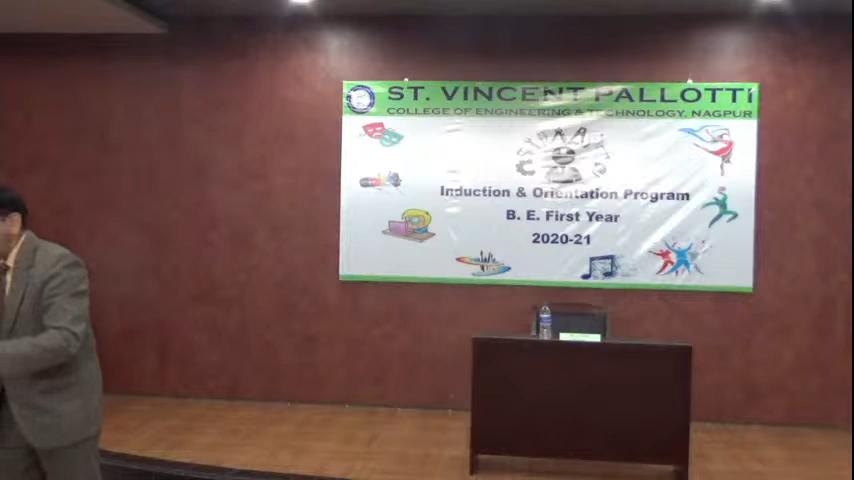 ST. VINCENT PALLOTTI
COLLEGE OF ENGINEERING & TECHNOLOGY, NAGPUR
Induction & Orientation Program
B. E. First Year
2020-21